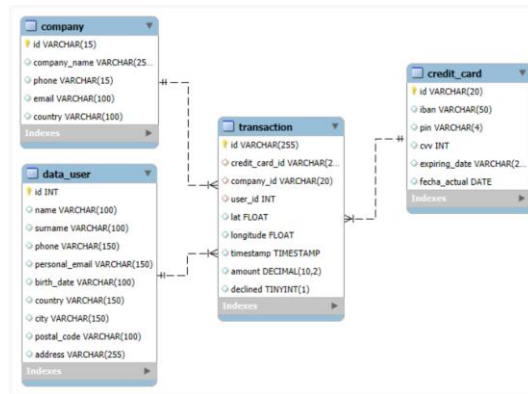 company
id VARCHAR(15)
company_name VARCHAR(25...
phone VARCHAR(15)
email VARCHAR(100)
country VARCHAR(100)
Indexes
data_user
id INT
name VARCHAR(100)
surname VARCHAR(100)
phone VARCHAR(150)
personal_email VARCHAR(150)
birth_date VARCHAR(100)
country VARCHAR(150)
city VARCHAR(150)
postal_code VARCHAR(100)
address VARCHAR(255)
Indexes
transaction
id VARCHAR(255)
credit_card_id VARCHAR(2...
company_id VARCHAR(20)
user_id INT
lat FLOAT
longitude FLOAT
timestamp TIMESTAMP
amount DECIMAL(10,2)
declined TINYINT(1)
Indexes
credit_card
id VARCHAR(20)
iban VARCHAR(50)
pin VARCHAR(4)
cvv INT
expiring_date VARCHAR(2...
fecha_actual DATE
Indexes